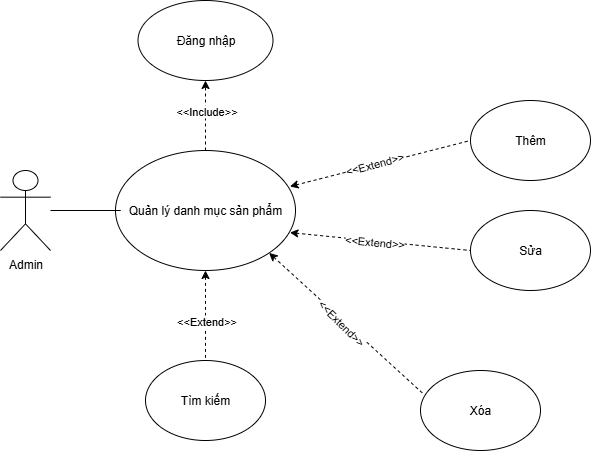 Đăng nhập
<<Include>>
Thêm
<<Extend>>
Quản lý danh mục sản phẩm
<<Extend>>
Sửa
Admin
<<Extend>>
<<Extend>>
Tìm kiếm
Xóa